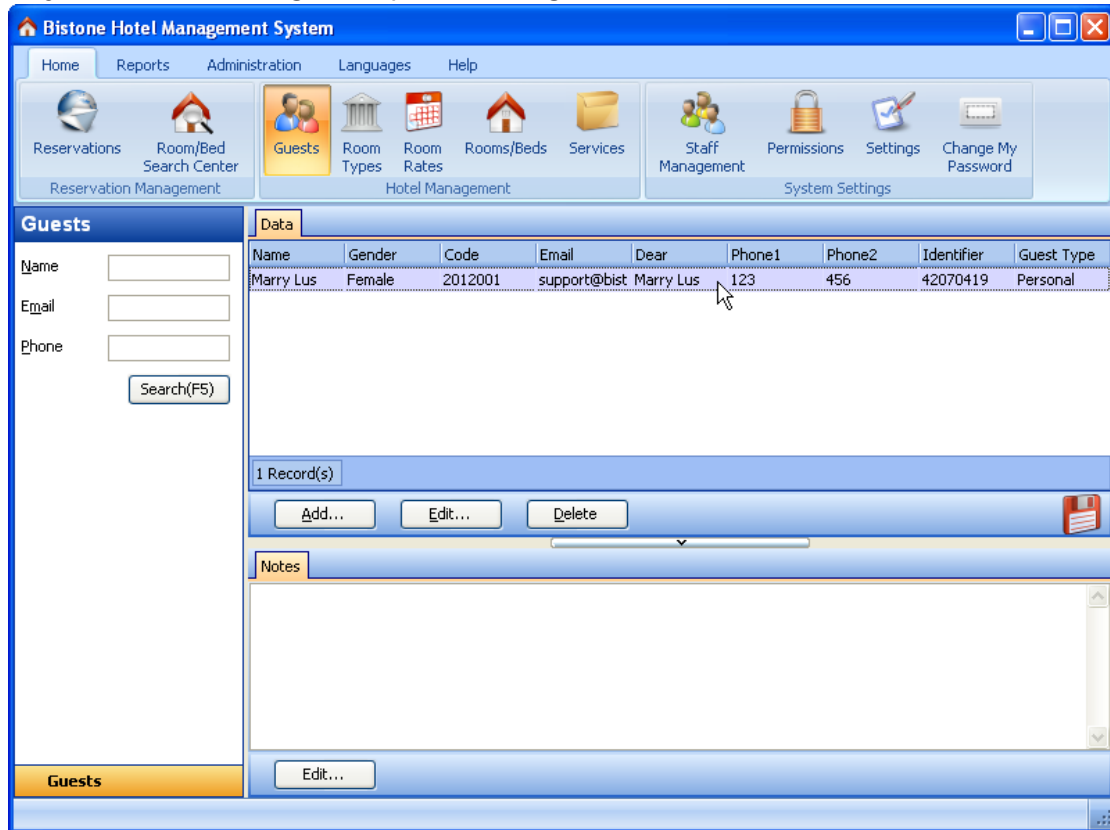 Bistone Hotel Management System
Home Reports Administration Languages Help
Reservations Room/Bed Search Center Guests Room Types Room Rates Rooms/Beds Services Staff Management Permissions Settings Change My Password
Reservation Management Hotel Management System Settings
Guests
Name
Email
Phone
Search(F5)
Data
Name Gender Code Email Dear Phone1 Phone2 Identifier Guest Type
Marry Lus Female 2012001 support@bist Marry Lus 123 456 42070419 Personal
1 Record(s)
Add... Edit... Delete
Notes
Edit...
Guests